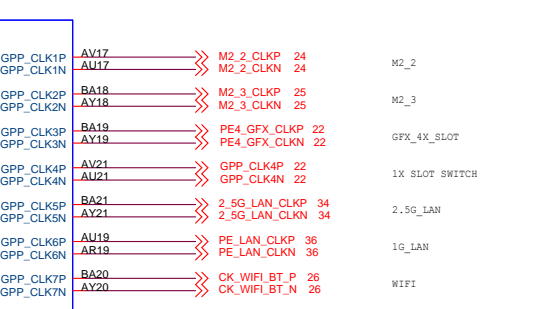 GPP_CLK1P AV17 M2_2_CLKP 24
GPP_CLK1N AU17 M2_2_CLKN 24
M2_2
GPP_CLK2P BA18 M2_3_CLKP 25
GPP_CLK2N AY18 M2_3_CLKN 25
M2_3
GPP_CLK3P BA19 PE4_GFX_CLKP 22
GPP_CLK3N AY19 PE4_GFX_CLKN 22
GFX_4X_SLOT
GPP_CLK4P AV21 GPP_CLK4P 22
GPP_CLK4N AU21 GPP_CLK4N 22
1X SLOT SWITCH
GPP_CLK5P BA21 2_5G_LAN_CLKP 34
GPP_CLK5N AY21 2_5G_LAN_CLKN 34
2.5G_LAN
GPP_CLK6P AU19 PE_LAN_CLKP 36
GPP_CLK6N AR19 PE_LAN_CLKN 36
1G_LAN
GPP_CLK7P BA20 CK_WIFI_BT_P 26
GPP_CLK7N AY20 CK_WIFI_BT_N 26
WIFI